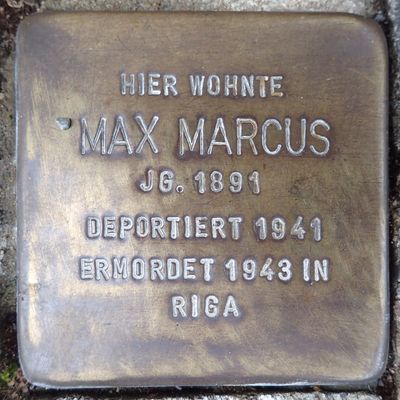 HIER WOHNTE
MAX MARCUS
JG. 1891
DEPORTIERT 1941
ERMORDET 1943 IN
RIGA